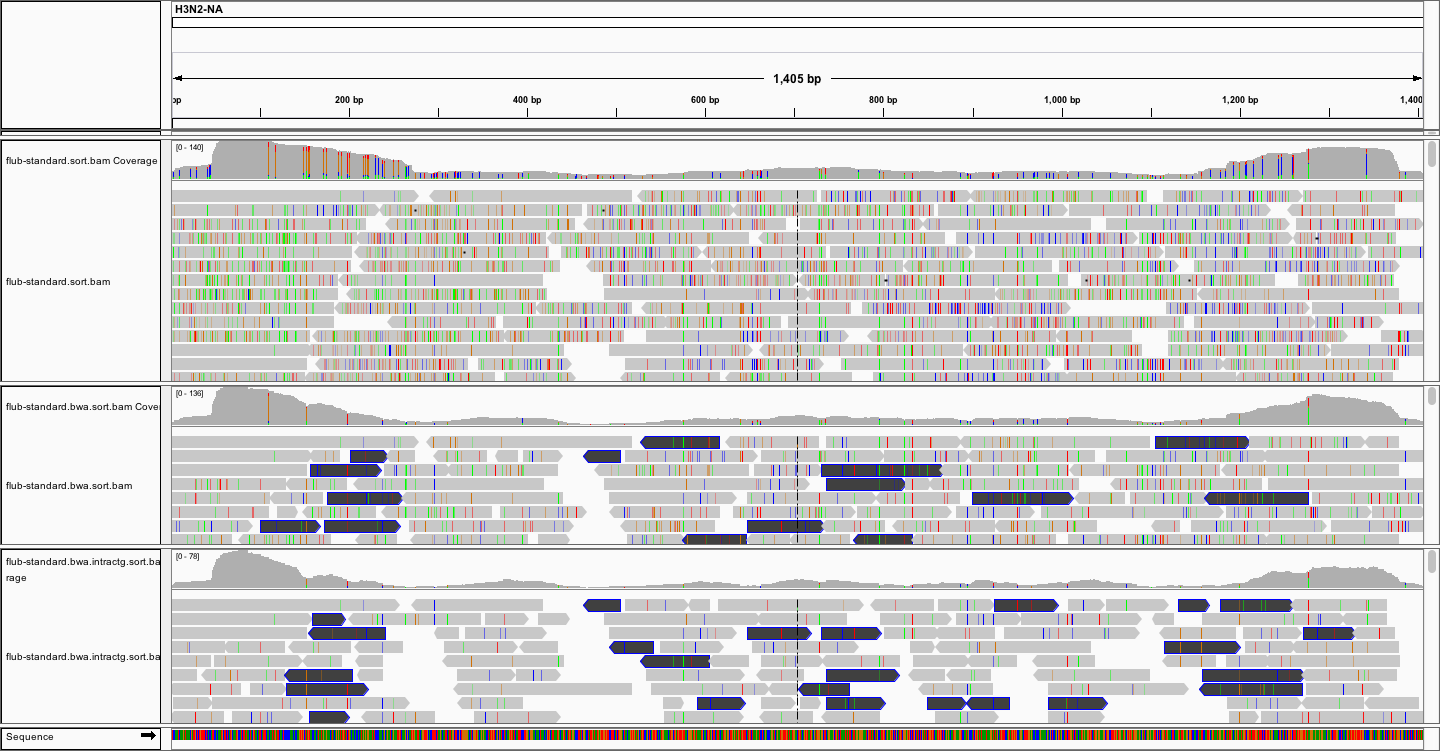 H3N2-NA
1,405 bp
bp 200 bp 400 bp 600 bp 800 bp 1,000 bp 1,200 bp 1,400
[0 - 140]
flub-standard.sort.bam Coverage
flub-standard.sort.bam
[0 - 136]
flub-standard.bwa.sort.bam Cove
flub-standard.bwa.sort.bam
[0 - 78]
flub-standard.bwa.intractg.sort.ba
rage
flub-standard.bwa.intractg.sort.ba
Sequence